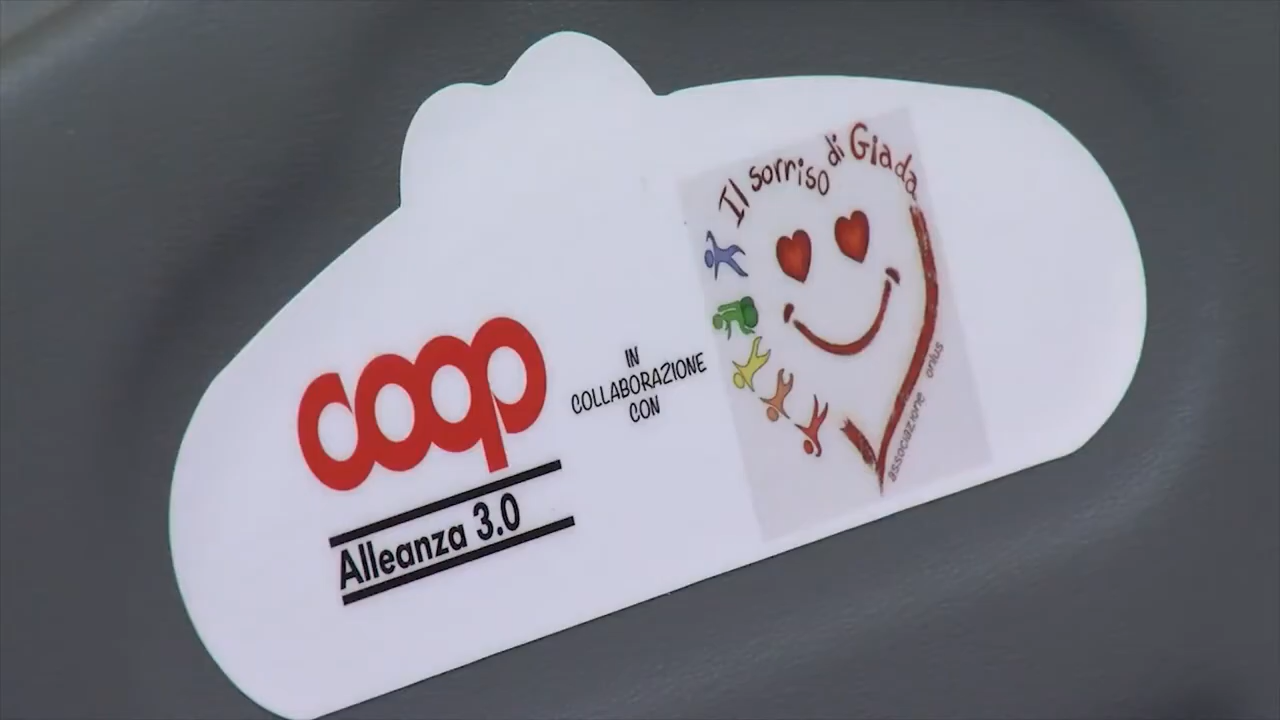 coop
Alleanza 3.0
IN
COLLABORAZIONE
CON
Il sorriso di Giada
associazione onlus